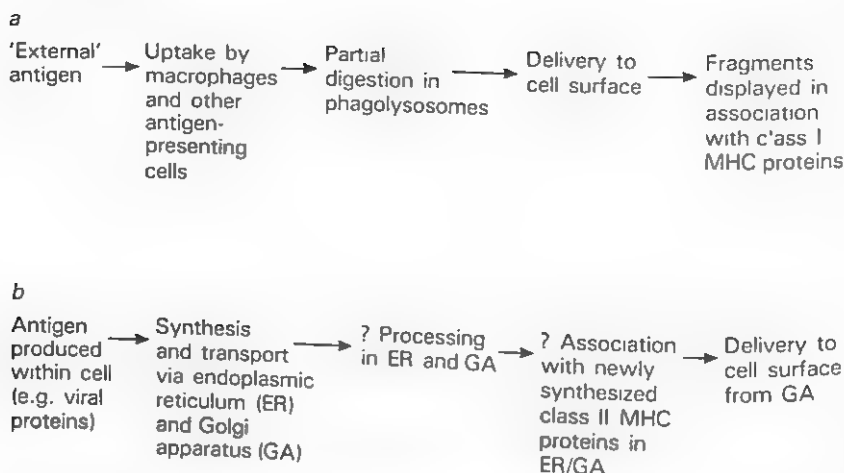 a
'External' antigen
Uptake by macrophages and other antigen-presenting cells
Partial digestion in phagolysosomes
Delivery to cell surface
Fragments displayed in association with c'ass I MHC proteins
b
Antigen produced within cell (e.g. viral proteins)
Synthesis and transport via endoplasmic reticulum (ER) and Golgi apparatus (GA)
? Processing in ER and GA
? Association with newly synthesized class II MHC proteins in ER/GA
Delivery to cell surface from GA